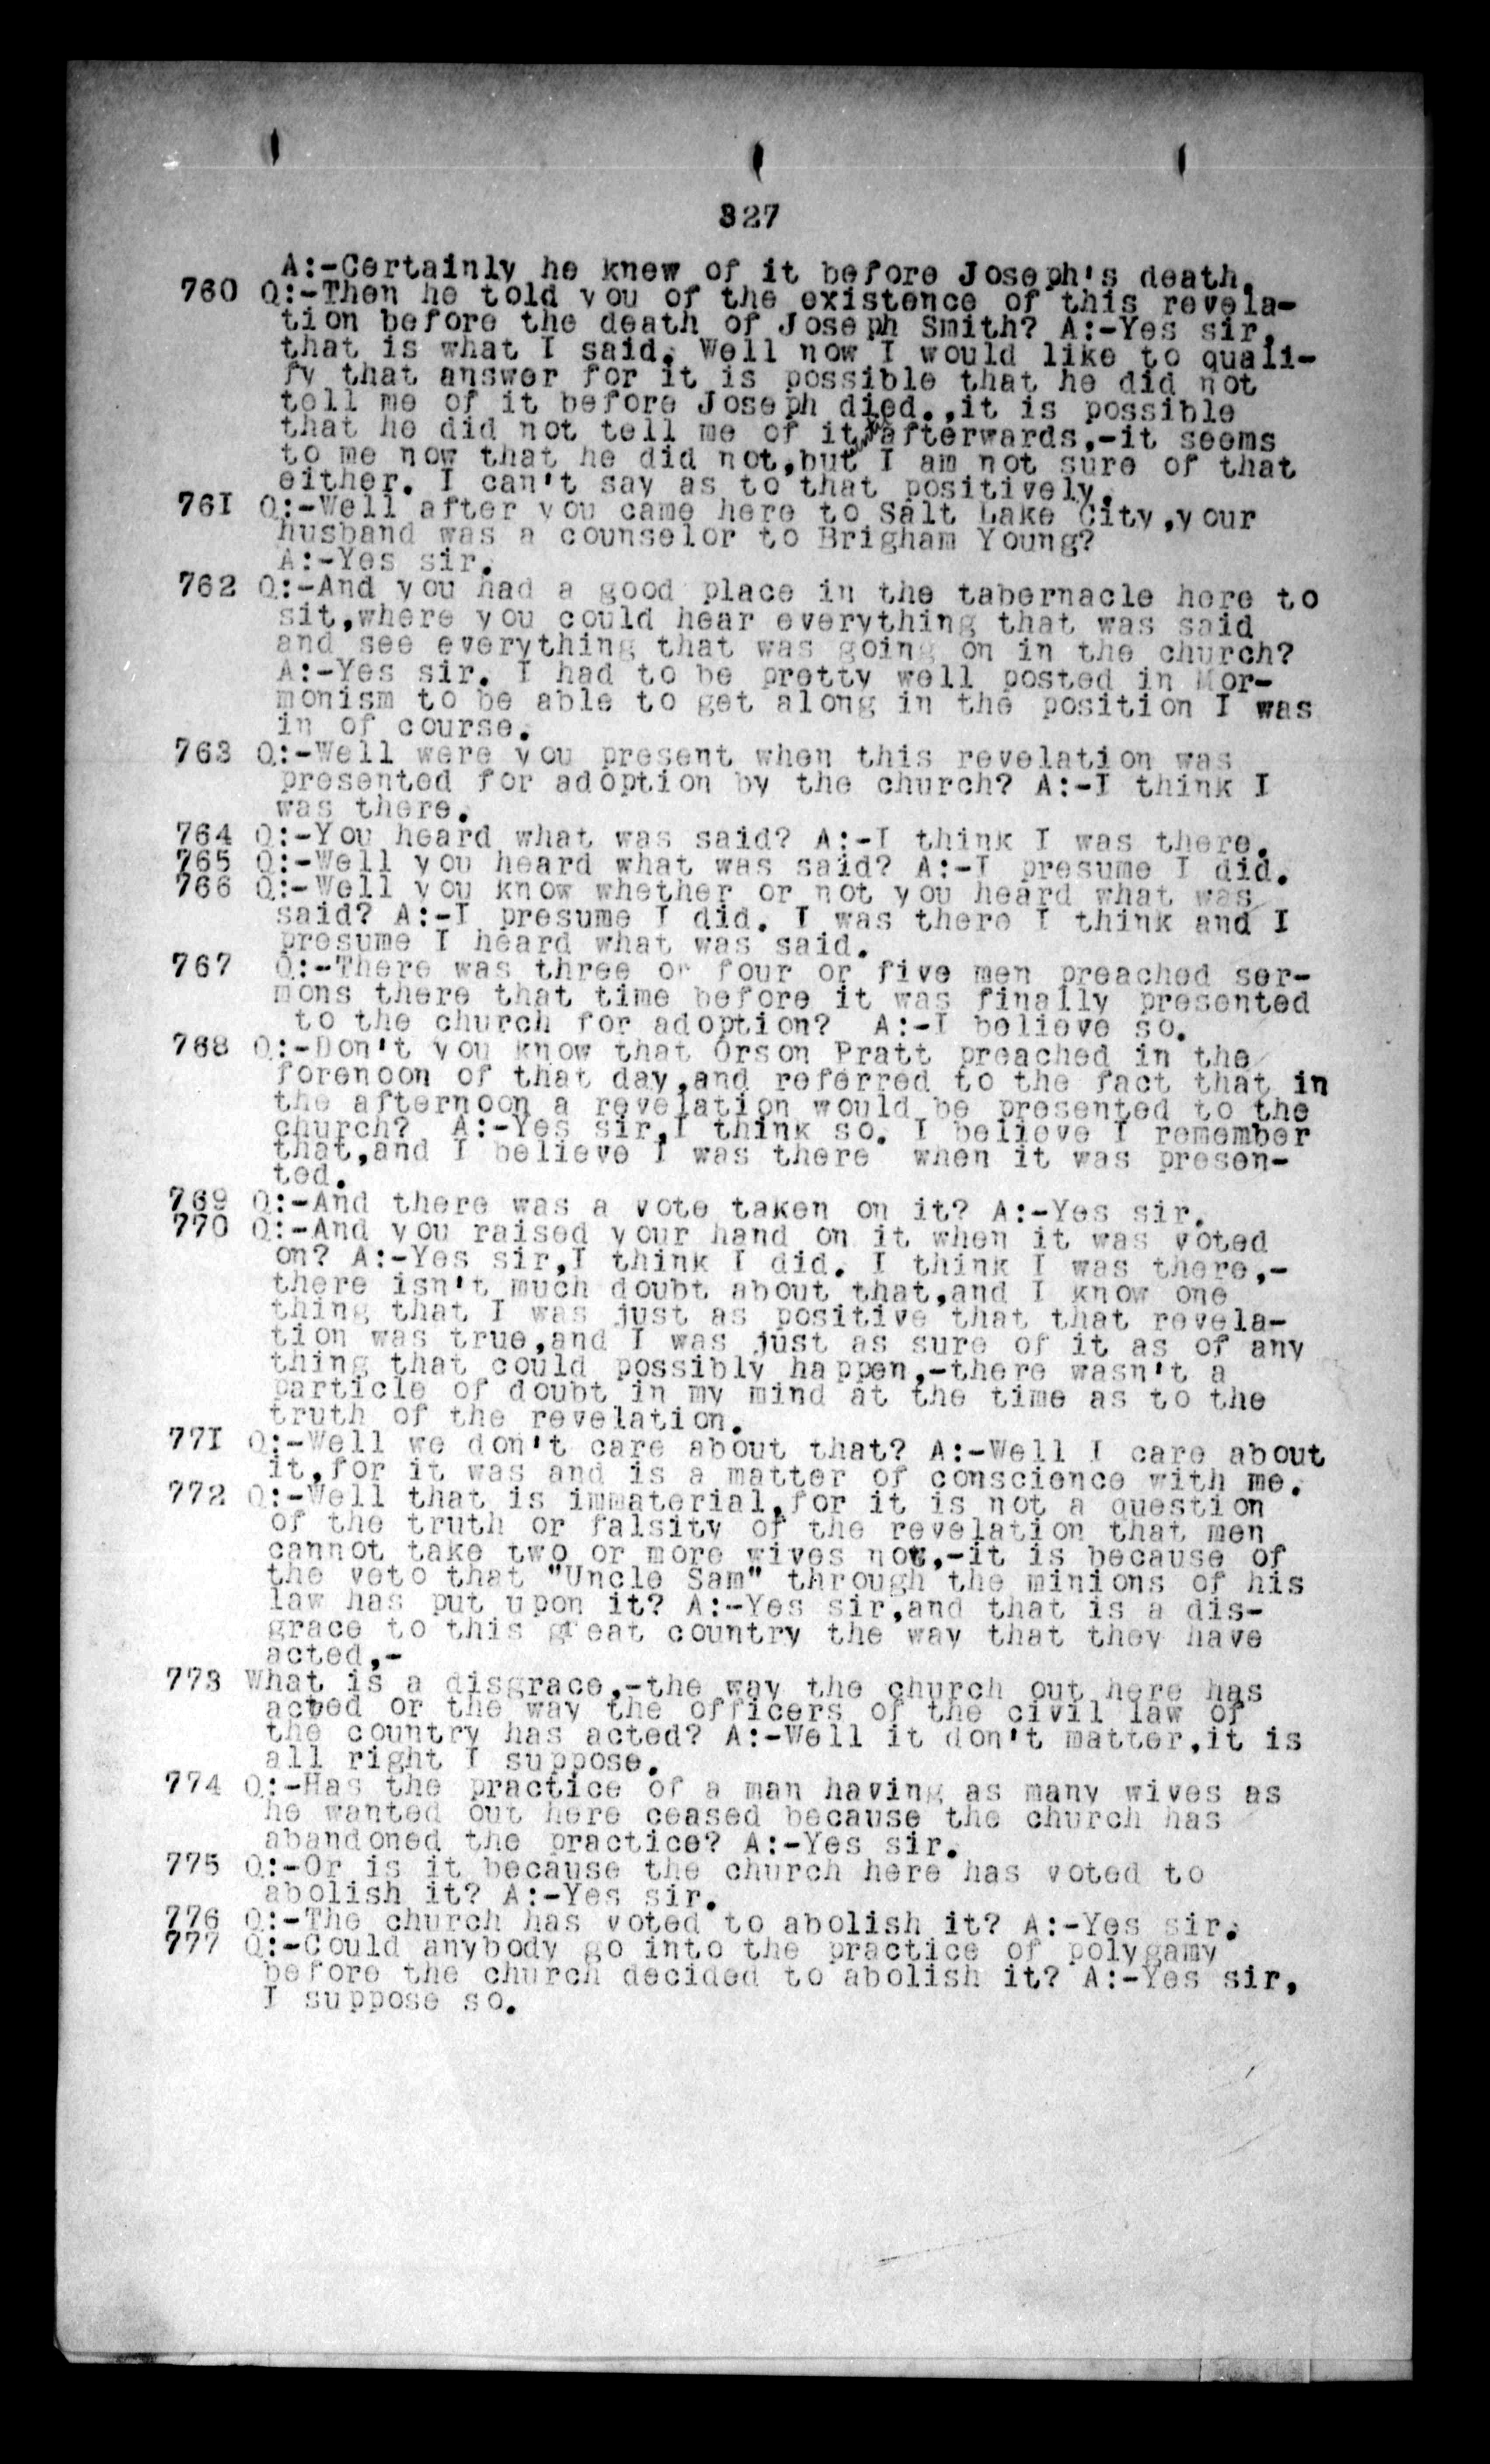 327
A:-Certainly he knew of it before Joseph's death.
760 Q:-Then he told you of the existence of this revela-
tion before the death of Joseph Smith? A:-Yes sir,
that is what I said. Well now I would like to quali-
fy that answer for it is possible that he did not
tell me of it before Joseph died.,it is possible
that he did not tell me of it afterwards,-it seems
to me now that he did not,but I am not sure of that
either. I can't say as to that positively.
761 Q:-Well after you came here to Salt Lake City,your
husband was a counselor to Brigham Young?
A:-Yes sir.
762 Q:-And you had a good place in the tabernacle here to
sit,where you could hear everything that was said
and see everything that was going on in the church?
A:-Yes sir. I had to be pretty well posted in Mor-
monism to be able to get along in the position I was
in of course.
763 Q:-Well were you present when this revelation was
presented for adoption by the church? A:-I think I
was there.
764 Q:-You heard what was said? A:-I think I was there.
765 Q:-Well you heard what was said? A:-I presume I did.
766 Q:-Well you know whether or not you heard what was
said? A:-I presume I did. I was there I think and I
presume I heard what was said.
767 Q:-There was three or four or five men preached ser-
mons there that time before it was finally presented
to the church for adoption? A:-I believe so.
768 Q:-Don't you know that Orson Pratt preached in the
forenoon of that day,and referred to the fact that in
the afternoon a revelation would be presented to the
church? A:-Yes sir,I think so. I believe I remember
that,and I believe I was there when it was presen-
ted.
769 Q:-And there was a vote taken on it? A:-Yes sir.
770 Q:-And you raised your hand on it when it was voted
on? A:-Yes sir,I think I did. I think I was there,-
there isn't much doubt about that,and I know one
thing that I was just as positive that that revela-
tion was true,and I was just as sure of it as of any
thing that could possibly happen,-there wasn't a
particle of doubt in my mind at the time as to the
truth of the revelation.
771 Q:-Well we don't care about that? A:-Well I care about
it,for it was and is a matter of conscience with me.
772 Q:-Well that is immaterial,for it is not a question
of the truth or falsity of the revelation that men
cannot take two or more wives now,-it is because of
the veto that "Uncle Sam" through the minions of his
law has put upon it? A:-Yes sir,and that is a dis-
grace to this great country the way that they have
acted,-
773 What is a disgrace,-the way the church out here has
acted or the way the officers of the civil law of
the country has acted? A:-Well it don't matter,it is
all right I suppose.
774 Q:-Has the practice of a man having as many wives as
he wanted out here ceased because the church has
abandoned the practice? A:-Yes sir.
775 Q:-Or is it because the church here has voted to
abolish it? A:-Yes sir.
776 Q:-The church has voted to abolish it? A:-Yes sir.
777 Q:-Could anybody go into the practice of polygamy
before the church decided to abolish it? A:-Yes sir,
I suppose so.